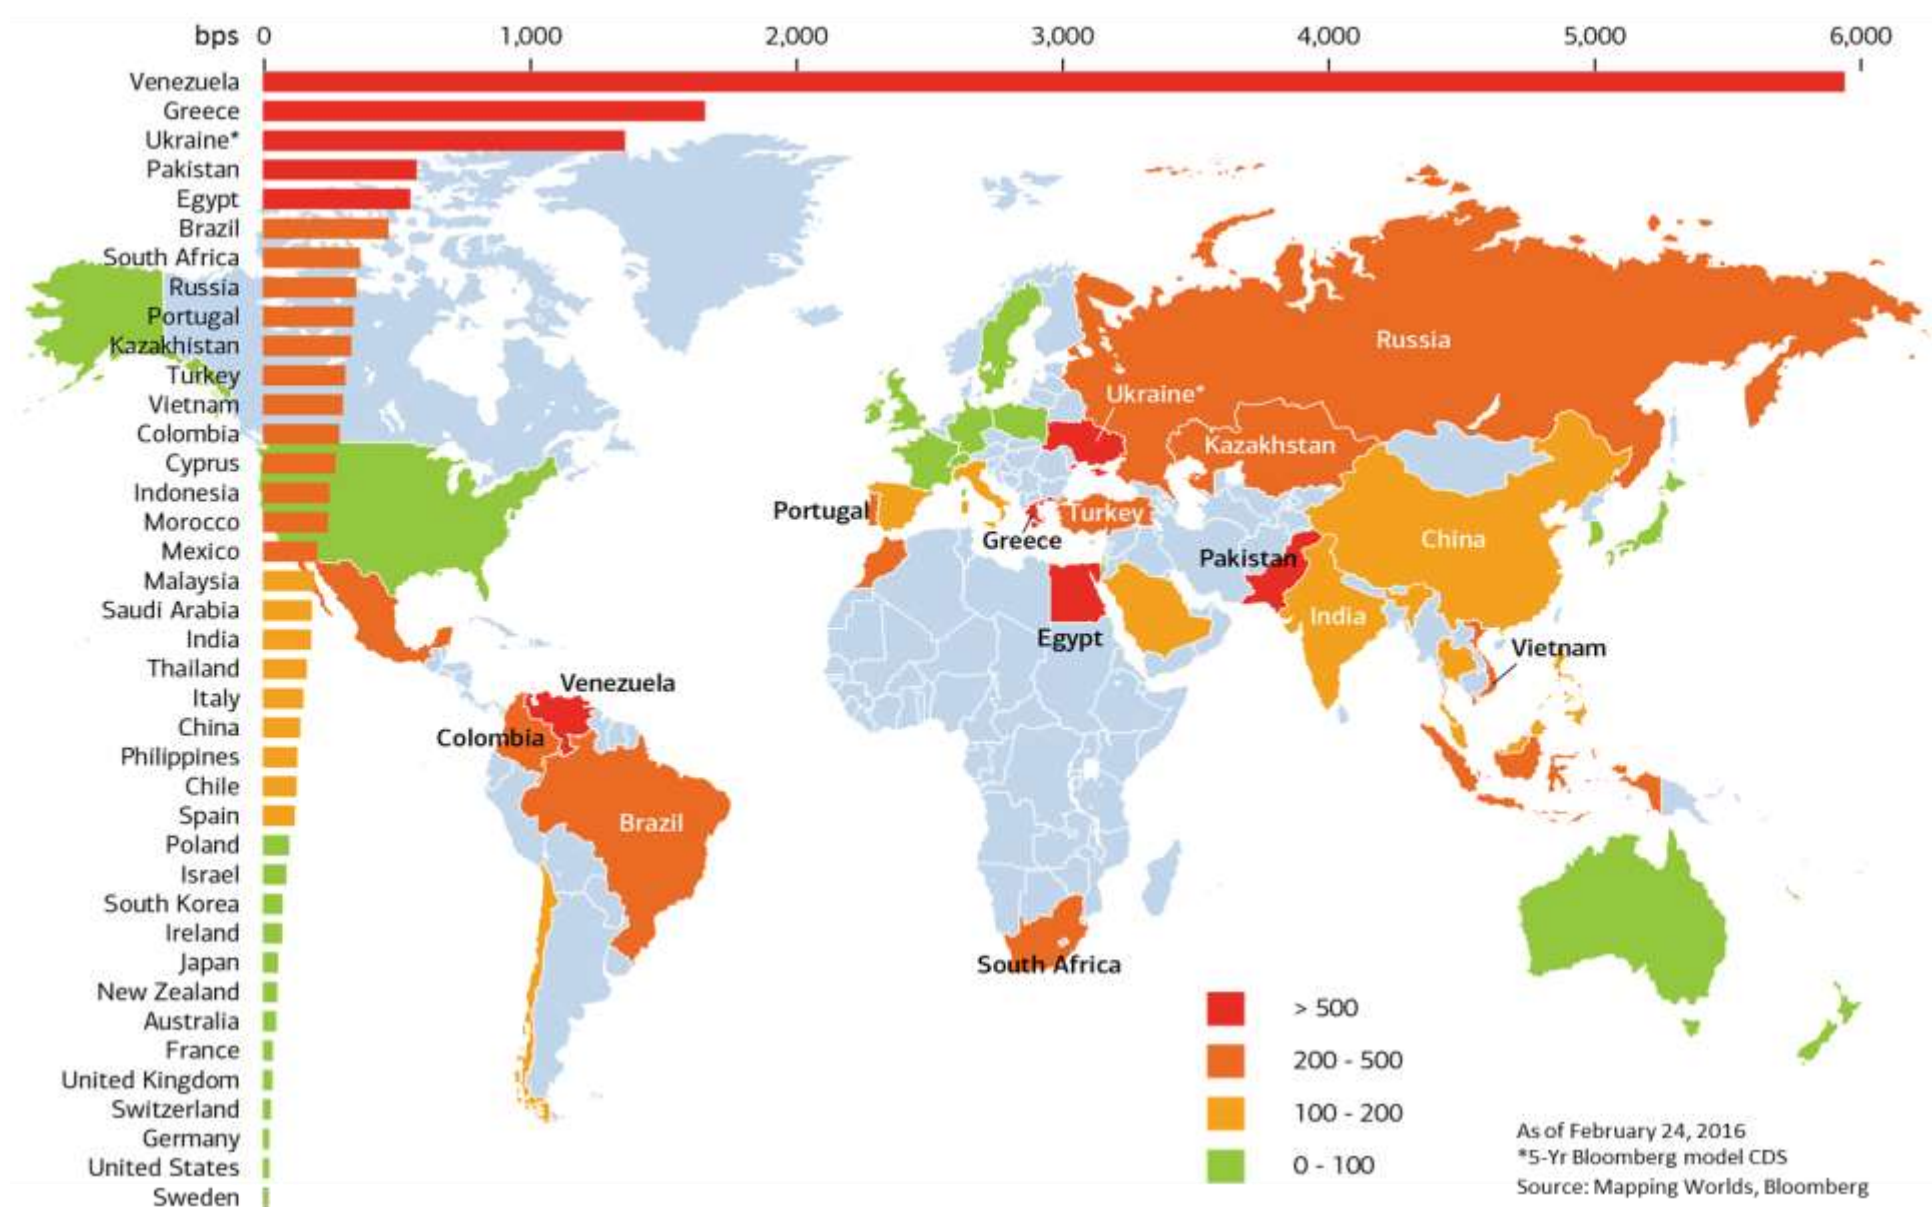 bps 0 1,000 2,000 3,000 4,000 5,000 6,000
Venezuela
Greece
Ukraine*
Pakistan
Egypt
Brazil
South Africa
Russia
Portugal
Kazakhistan
Turkey
Vietnam
Colombia
Cyprus
Indonesia
Morocco
Mexico
Malaysia
Saudi Arabia
India
Thailand
Italy
China
Philippines
Chile
Spain
Poland
Israel
South Korea
Ireland
Japan
New Zealand
Australia
France
United Kingdom
Switzerland
Germany
United States
Sweden
Russia
Ukraine*
Kazakhstan
Portugal
Turkey
Greece
China
Pakistan
India
Egypt
Vietnam
Venezuela
Colombia
Brazil
South Africa
> 500
200 - 500
100 - 200
0 - 100
As of February 24, 2016
*5-Yr Bloomberg model CDS
Source: Mapping Worlds, Bloomberg